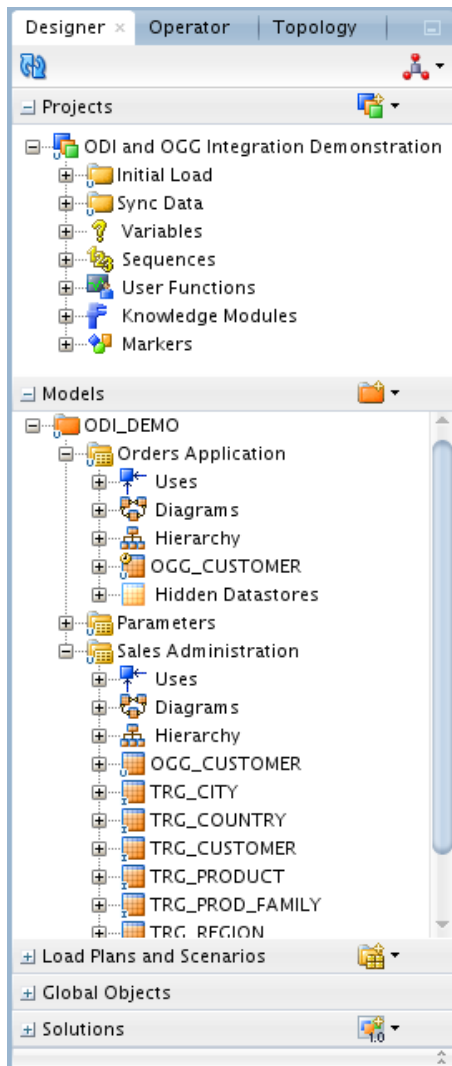 Designer Operator Topology
Projects
ODI and OGG Integration Demonstration
Initial Load
Sync Data
Variables
Sequences
User Functions
Knowledge Modules
Markers
Models
ODI_DEMO
Orders Application
Uses
Diagrams
Hierarchy
OGG_CUSTOMER
Hidden Datastores
Parameters
Sales Administration
Uses
Diagrams
Hierarchy
OGG_CUSTOMER
TRG_CITY
TRG_COUNTRY
TRG_CUSTOMER
TRG_PRODUCT
TRG_PROD_FAMILY
TRG_REGION
Load Plans and Scenarios
Global Objects
Solutions 1.0